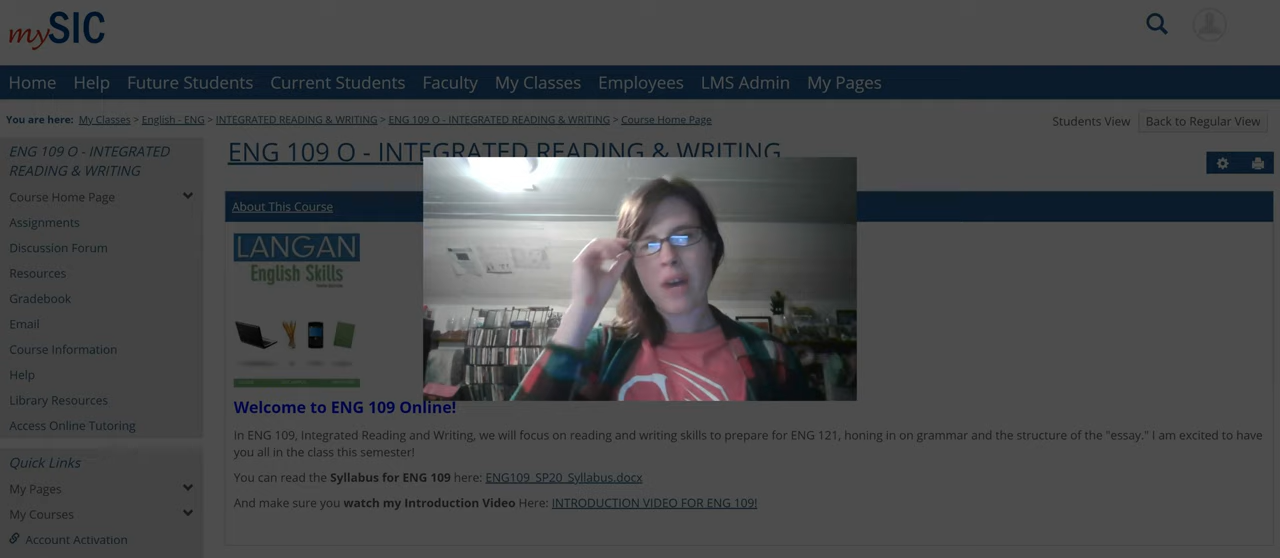 mySIC
Home Help Future Students Current Students Faculty My Classes Employees LMS Admin My Pages
You are here: My Classes > English - ENG > INTEGRATED READING & WRITING > ENG 109 O - INTEGRATED READING & WRITING > Course Home Page
Students View Back to Regular View
ENG 109 O - INTEGRATED
READING & WRITING
Course Home Page
Assignments
Discussion Forum
Resources
Gradebook
Email
Course Information
Help
Library Resources
Access Online Tutoring
Quick Links
My Pages
My Courses
Account Activation
ENG 109 O - INTEGRATED READING & WRITING
About This Course
LANGAN
English Skills
Welcome to ENG 109 Online!
In ENG 109, Integrated Reading and Writing, we will focus on reading and writing skills to prepare for ENG 121, honing in on grammar and the structure of the "essay." I am excited to have
you all in the class this semester!
You can read the Syllabus for ENG 109 here: ENG109_SP20_Syllabus.docx
And make sure you watch my Introduction Video Here: INTRODUCTION VIDEO FOR ENG 109!